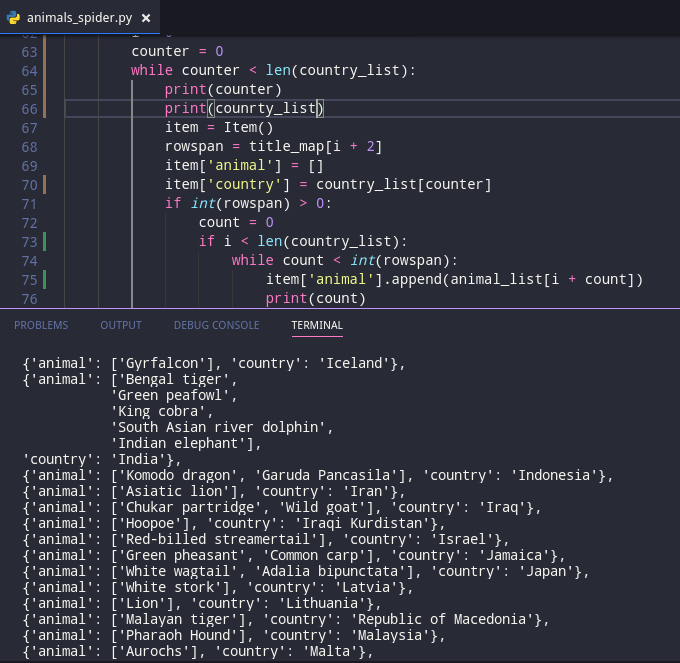 animals_spider.py ×
63 counter = 0
64 while counter < len(country_list):
65 print(counter)
66 print(counrty_list)
67 item = Item()
68 rowspan = title_map[i + 2]
69 item['animal'] = []
70 item['country'] = country_list[counter]
71 if int(rowspan) > 0:
72 count = 0
73 if i < len(country_list):
74 while count < int(rowspan):
75 item['animal'].append(animal_list[i + count])
76 print(count)
PROBLEMS OUTPUT DEBUG CONSOLE TERMINAL
{'animal': ['Gyrfalcon'], 'country': 'Iceland'},
{'animal': ['Bengal tiger',
'Green peafowl',
'King cobra',
'South Asian river dolphin',
'Indian elephant'],
'country': 'India'},
{'animal': ['Komodo dragon', 'Garuda Pancasila'], 'country': 'Indonesia'},
{'animal': ['Asiatic lion'], 'country': 'Iran'},
{'animal': ['Chukar partridge', 'Wild goat'], 'country': 'Iraq'},
{'animal': ['Hoopoe'], 'country': 'Iraqi Kurdistan'},
{'animal': ['Red-billed streamertail'], 'country': 'Israel'},
{'animal': ['Green pheasant', 'Common carp'], 'country': 'Jamaica'},
{'animal': ['White wagtail', 'Adalia bipunctata'], 'country': 'Japan'},
{'animal': ['White stork'], 'country': 'Latvia'},
{'animal': ['Lion'], 'country': 'Lithuania'},
{'animal': ['Malayan tiger'], 'country': 'Republic of Macedonia'},
{'animal': ['Pharaoh Hound'], 'country': 'Malaysia'},
{'animal': ['Aurochs'], 'country': 'Malta'},